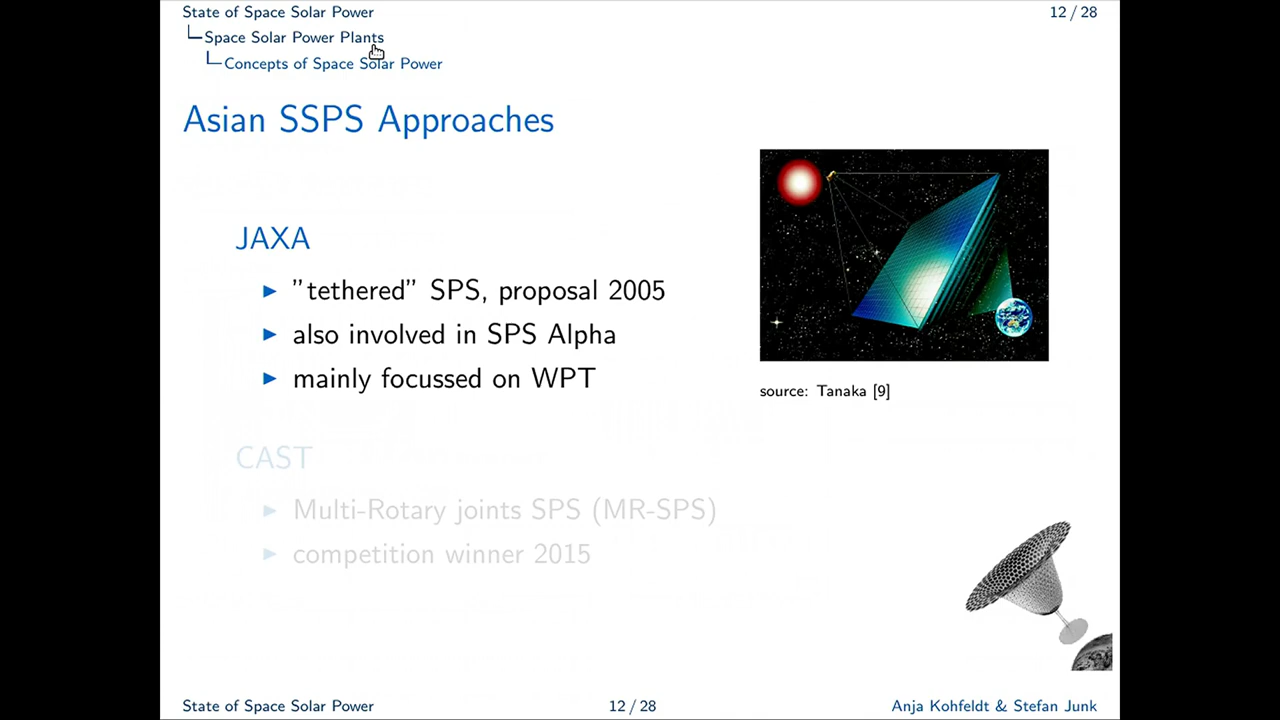 State of Space Solar Power
12 / 28
Space Solar Power Plants
Concepts of Space Solar Power
Asian SSPS Approaches
JAXA
"tethered" SPS, proposal 2005
also involved in SPS Alpha
mainly focussed on WPT
source: Tanaka [9]
CAST
Multi-Rotary joints SPS (MR-SPS)
competition winner 2015
State of Space Solar Power
12 / 28
Anja Kohfeldt & Stefan Junk